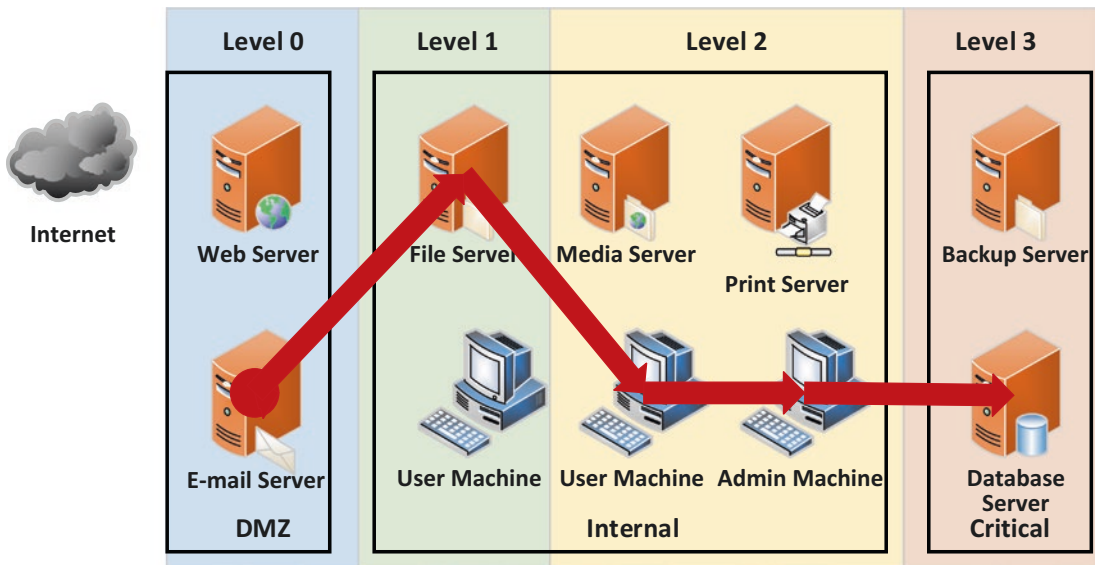 Level 0
Level 1
Level 2
Level 3
Internet
Web Server
File Server
Media Server
Print Server
Backup Server
E-mail Server
User Machine
User Machine
Admin Machine
Database
Server
DMZ
Internal
Critical